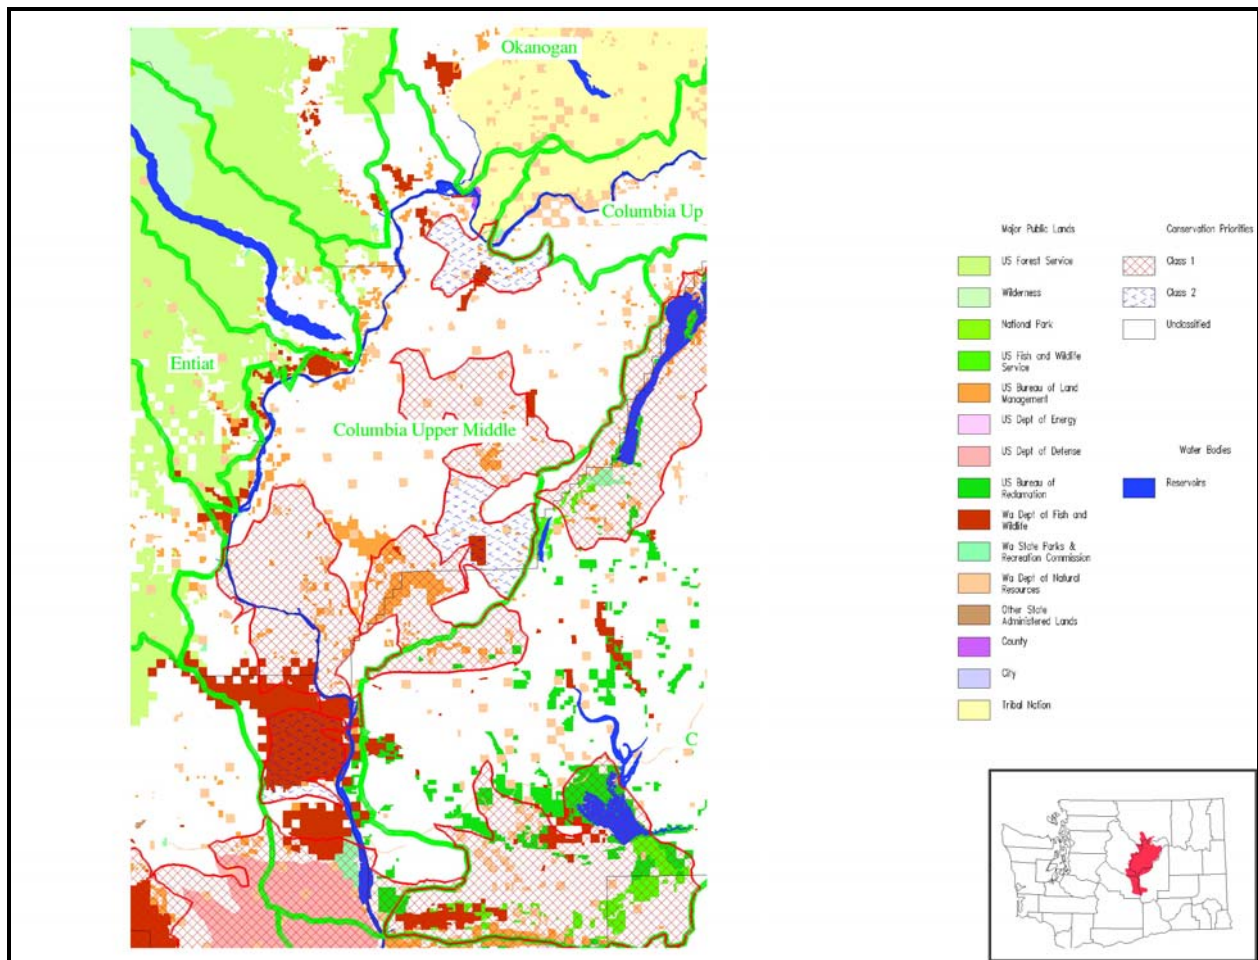 Okanogan
Columbia Up
Entiat
Columbia Upper Middle
C
Major Public Lands
US Forest Service
Wilderness
National Park
US Fish and Wildlife
Service
US Bureau of Land
Management
US Dept of Energy
US Dept of Defense
US Bureau of
Reclamation
Wa Dept of Fish and
Wildlife
Wa State Parks &
Recreation Commission
Wa Dept of Natural
Resources
Other State
Administered Lands
County
City
Tribal Nation
Conservation Priorities
Class 1
Class 2
Unclassified
Water Bodies
Reservoirs